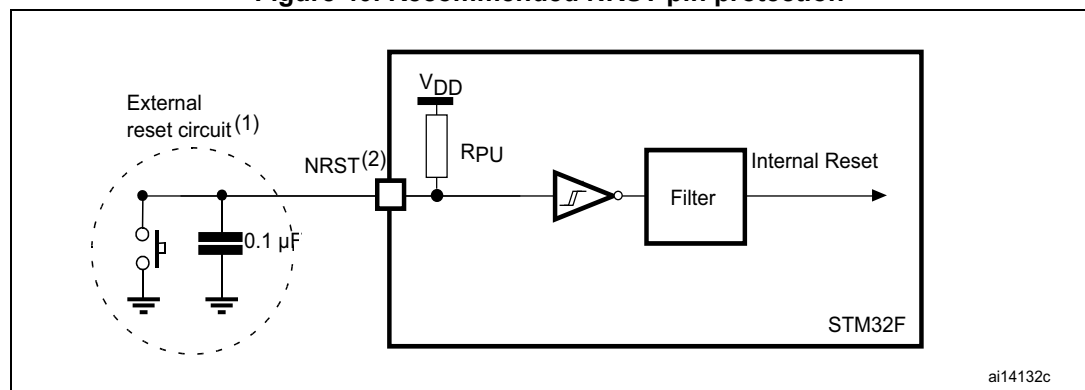 Figure 40. Recommended NRST pin protection
External
reset circuit(1)
VDD
NRST(2)
RPU
Internal Reset
Filter
0.1 µF
STM32F
ai14132c